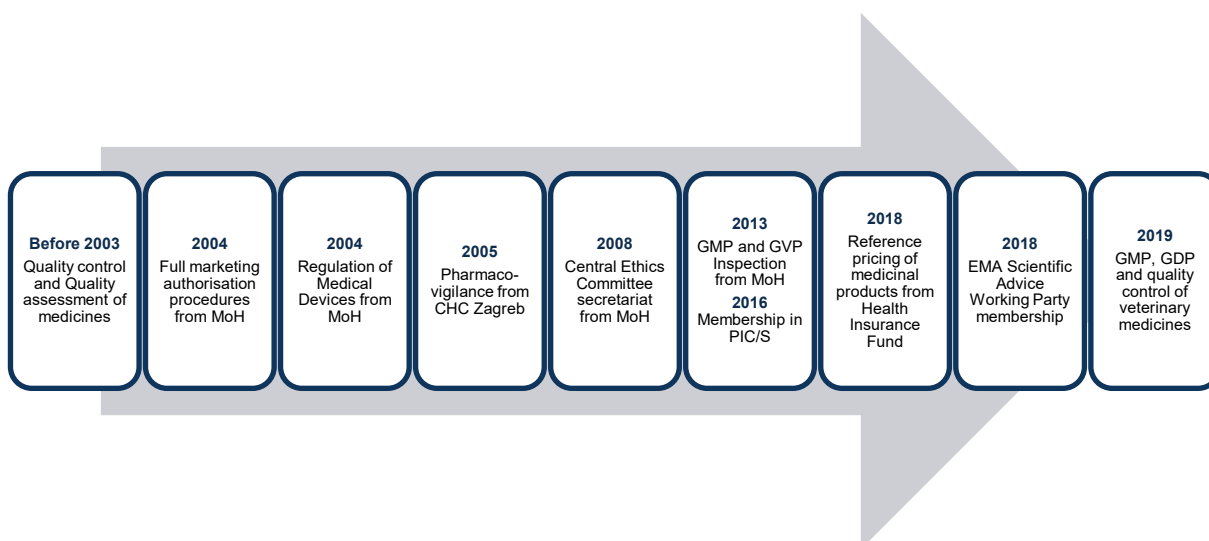 Before 2003
Quality control
and Quality
assessment of
medicines
2004
Full marketing
authorisation
procedures
from MoH
2004
Regulation of
Medical
Devices from
MoH
2005
Pharmaco-
vigilance from
CHC Zagreb
2008
Central Ethics
Committee
secretariat
from MoH
2013
GMP and GVP
Inspection
from MoH
2016
Membership in
PIC/S
2018
Reference
pricing of
medicinal
products from
Health
Insurance
Fund
2018
EMA Scientific
Advice
Working Party
membership
2019
GMP, GDP
and quality
control of
veterinary
medicines